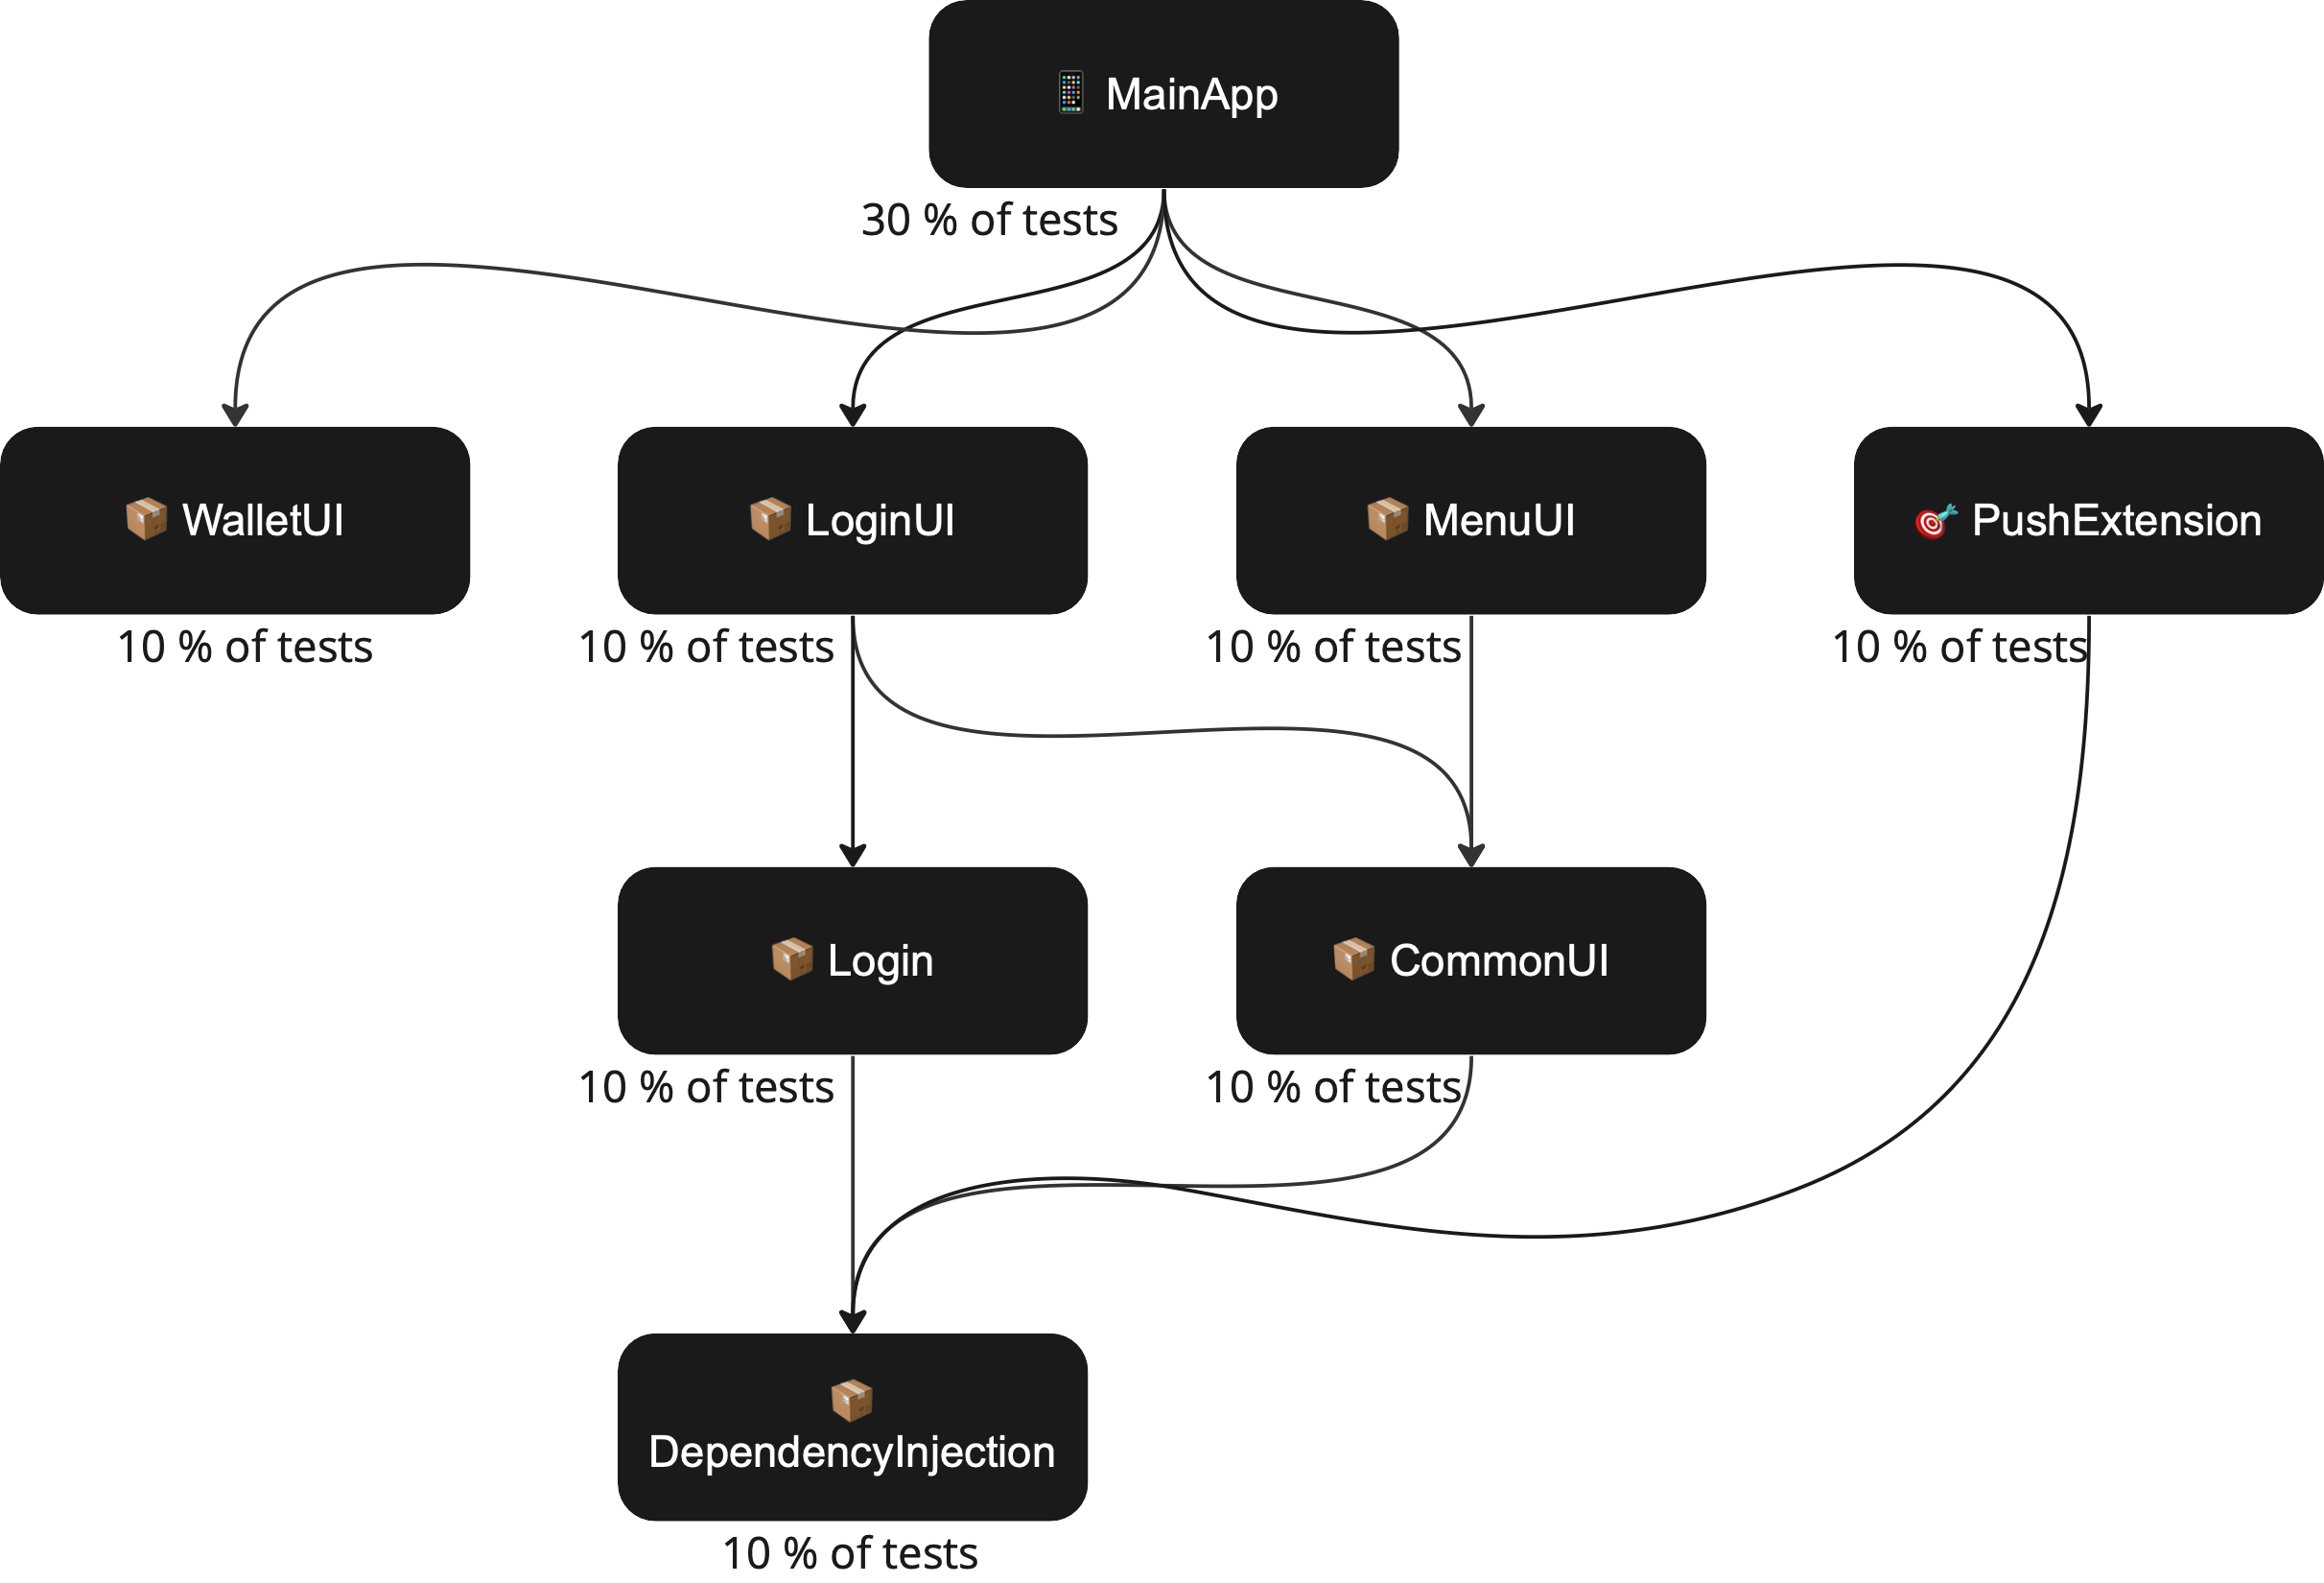 📱 MainApp
30 % of tests
📦 WalletUI
📦 LoginUI
📦 MenuUI
🎯 PushExtension
10 % of tests
10 % of tests
10 % of tests
10 % of tests
📦 Login
📦 CommonUI
10 % of tests
10 % of tests
📦
DependencyInjection
10 % of tests